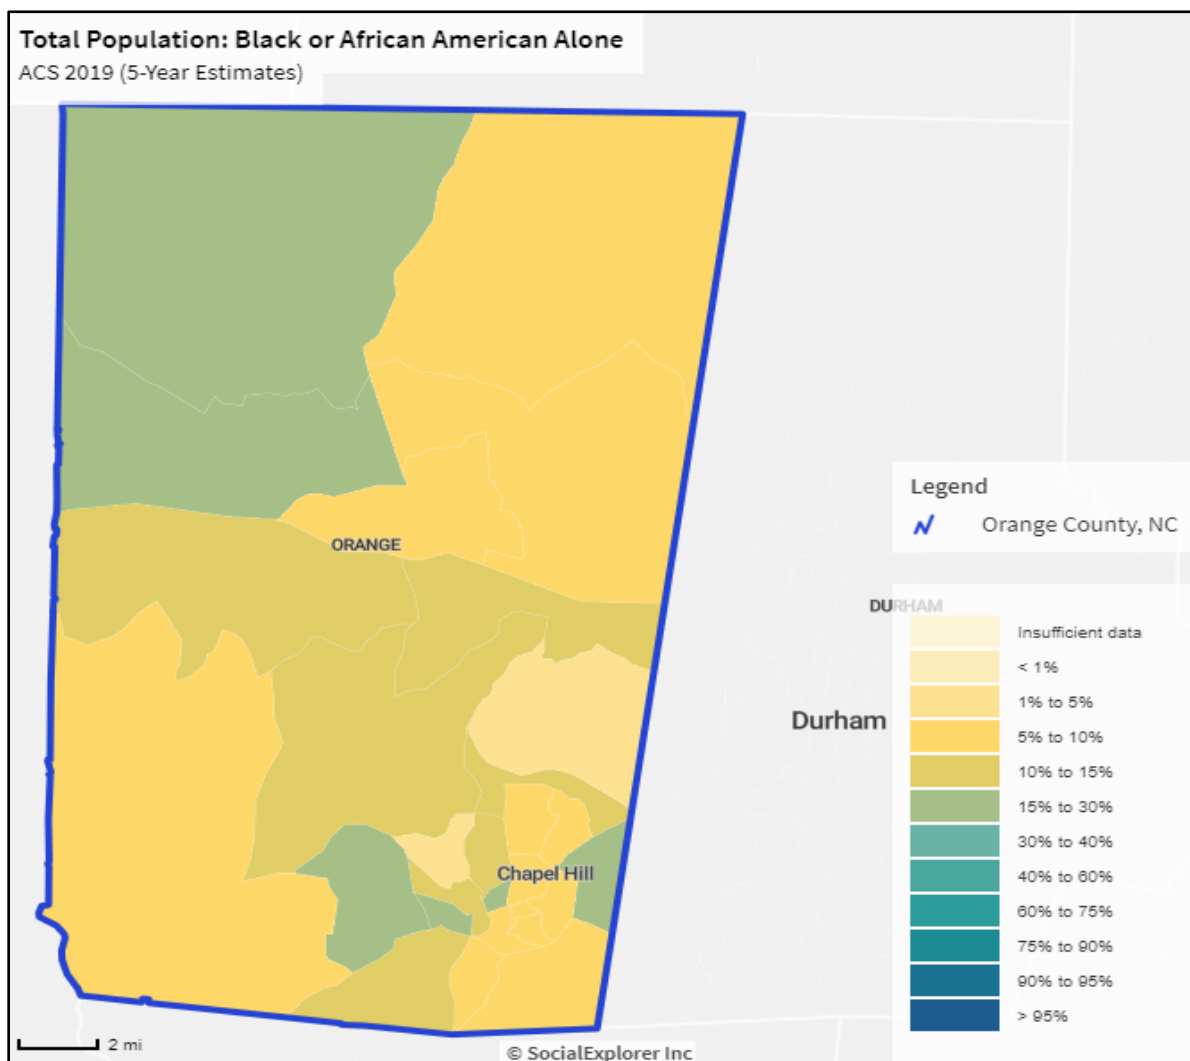 Total Population: Black or African American Alone
ACS 2019 (5-Year Estimates)
Legend
Orange County, NC
ORANGE
DURHAM
Insufficient data
< 1%
1% to 5%
Durham
5% to 10%
10% to 15%
15% to 30%
30% to 40%
Chapel Hill
40% to 60%
60% to 75%
75% to 90%
90% to 95%
> 95%
2 mi
© SocialExplorer Inc